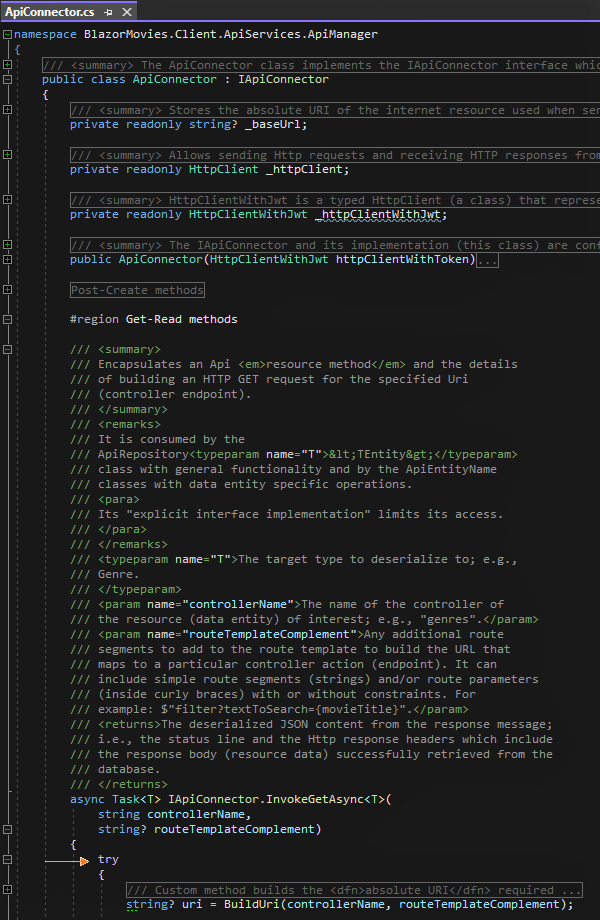 ApiConnector.cs
namespace BlazorMovies.Client.ApiServices.ApiManager
{
/// <summary> The ApiConnector class implements the IApiConnector interface whic
public class ApiConnector : IApiConnector
{
/// <summary> Stores the absolute URI of the internet resource used when sen
private readonly string? _baseUrl;
/// <summary> Allows sending Http requests and receiving HTTP responses from
private readonly HttpClient _httpClient;
/// <summary> HttpClientWithJwt is a typed HttpClient (a class) that represe
private readonly HttpClientWithJwt _httpClientWithJwt;
/// <summary> The IApiConnector and its implementation (this class) are conf
public ApiConnector(HttpClientWithJwt httpClientWithToken)...
Post-Create methods
#region Get-Read methods
/// <summary>
/// Encapsulates an Api <em>resource method</em> and the details
/// of building an HTTP GET request for the specified Uri
/// (controller endpoint).
/// </summary>
/// <remarks>
/// It is consumed by the
/// ApiRepository<typeparam name="T">&lt;TEntity&gt;</typeparam>
/// class with general functionality and by the ApiEntityName
/// classes with data entity specific operations.
/// <para>
/// Its "explicit interface implementation" limits its access.
/// </para>
/// </remarks>
/// <typeparam name="T">The target type to deserialize to; e.g.,
/// Genre.
/// </typeparam>
/// <param name="controllerName">The name of the controller of
/// the resource (data entity) of interest; e.g., "genres".</param>
/// <param name="routeTemplateComplement">Any additional route
/// segments to add to the route template to build the URL that
/// maps to a particular controller action (endpoint). It can
/// include simple route segments (strings) and/or route parameters
/// (inside curly braces) with or without constraints. For
/// example: $"filter?textToSearch={movieTitle}".</param>
/// <returns>The deserialized JSON content from the response message;
/// i.e., the status line and the Http response headers which include
/// the response body (resource data) successfully retrieved from the
/// database.
/// </returns>
async Task<T> IApiConnector.InvokeGetAsync<T>(
string controllerName,
string? routeTemplateComplement)
{
try
{
/// Custom method builds the <dfn>absolute URI</dfn> required ...
string? uri = BuildUri(controllerName, routeTemplateComplement);